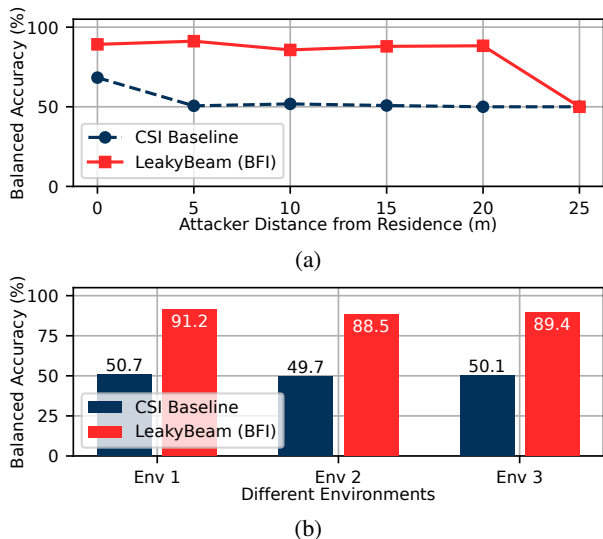 100
50
0
Balanced Accuracy (%)
CSI Baseline
LeakyBeam (BFI)
0 5 10 15 20 25
Attacker Distance from Residence (m)
(a)
100
75
50
25
0
Balanced Accuracy (%)
50.7 91.2 49.7 88.5 50.1 89.4
CSI Baseline
LeakyBeam (BFI)
Env 1 Env 2 Env 3
Different Environments
(b)